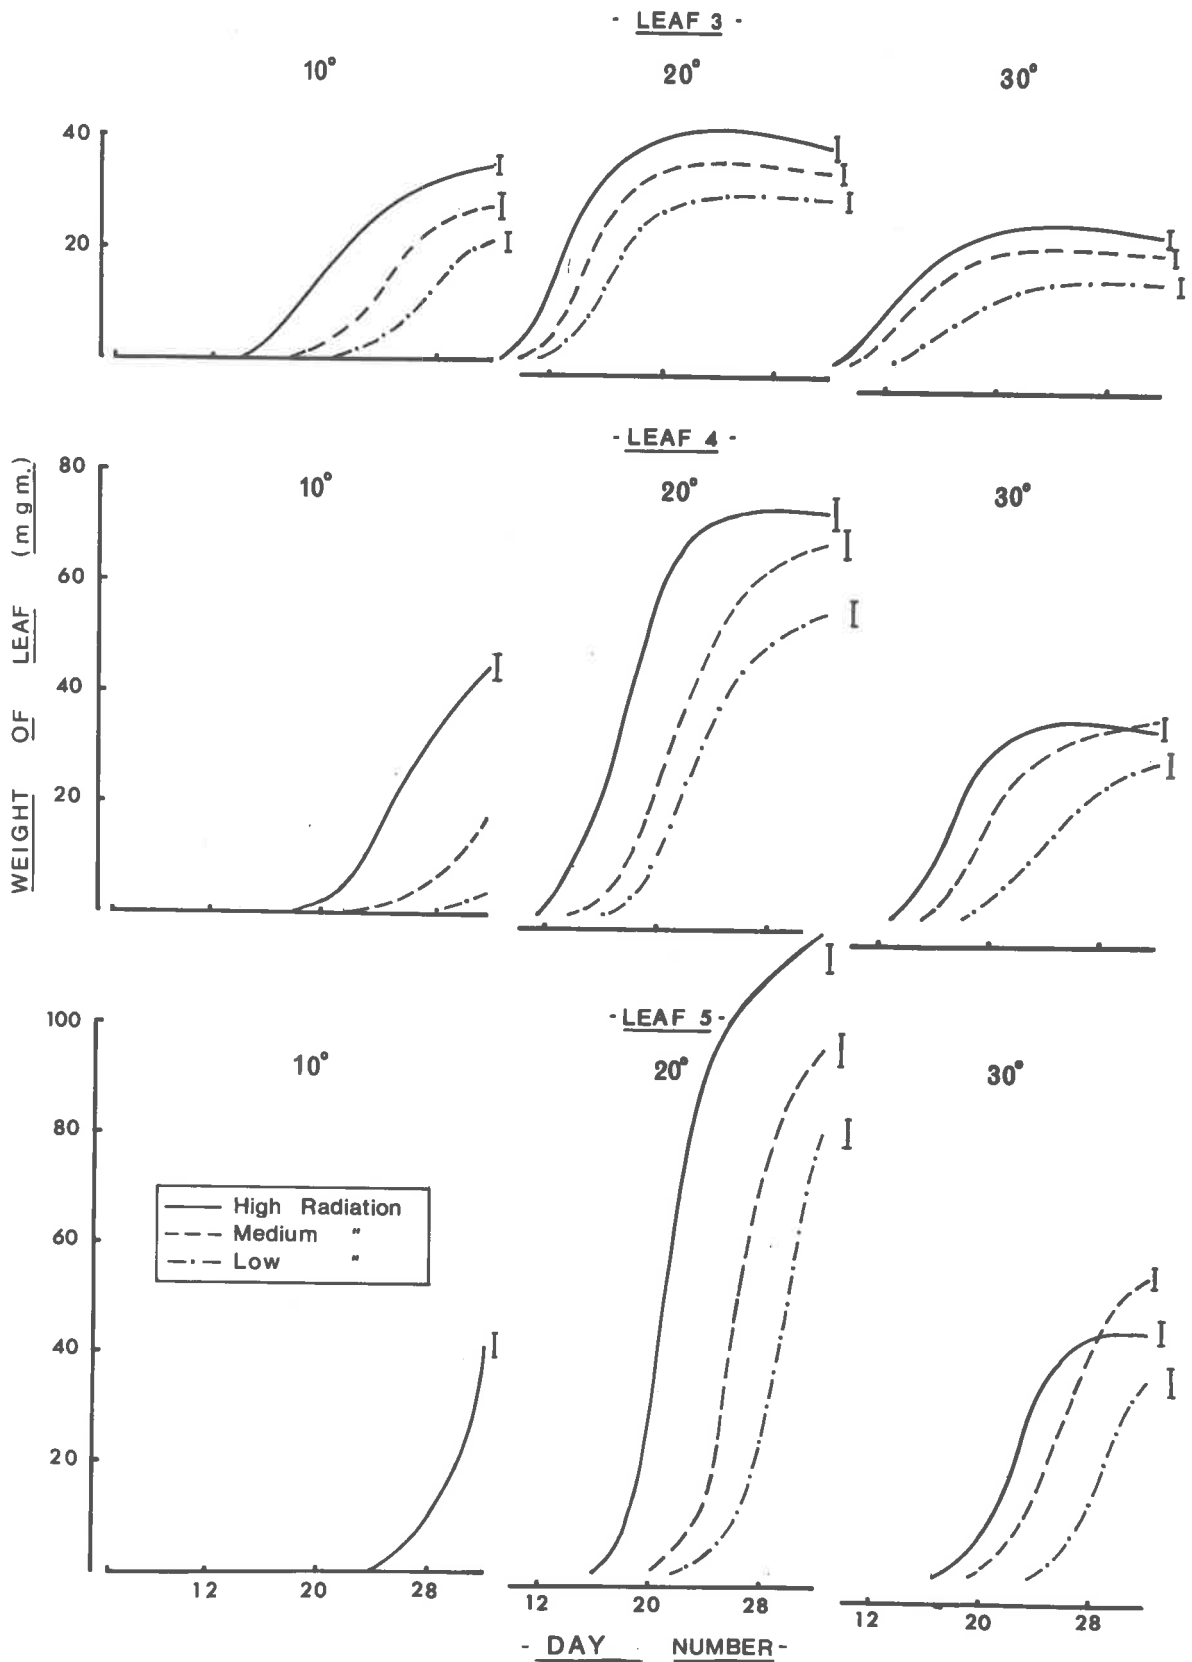 - LEAF 3 -
10° 20° 30°
40
20
- LEAF 4 -
10° 20° 30°
80
60
40
20
WEIGHT OF LEAF (mgm.)
- LEAF 5 -
10° 20° 30°
100
80
60
40
20
High Radiation
Medium "
Low "
12 20 28 12 20 28 12 20 28
- DAY NUMBER -